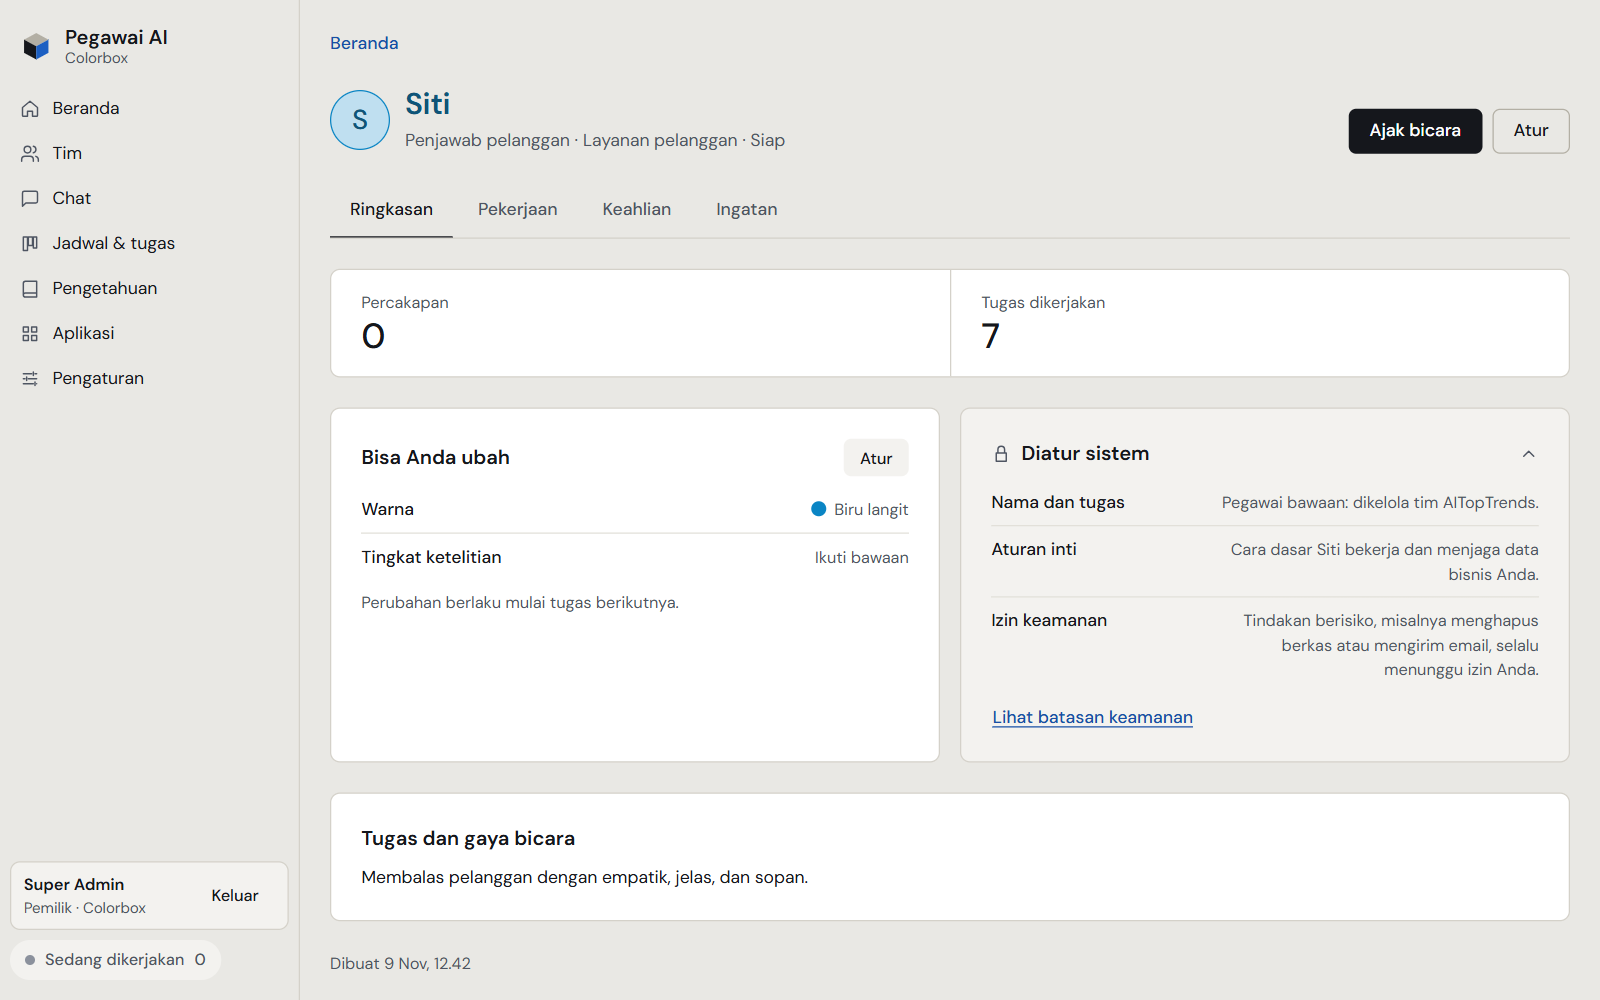 Pegawai AI
Colorbox
Beranda
Tim
Chat
Jadwal & tugas
Pengetahuan
Aplikasi
Pengaturan
Super Admin
Pemilik · Colorbox
Keluar
Sedang dikerjakan 0
Beranda
S
Siti
Penjawab pelanggan · Layanan pelanggan · Siap
Ajak bicara
Atur
Ringkasan
Pekerjaan
Keahlian
Ingatan
Percakapan
0
Tugas dikerjakan
7
Bisa Anda ubah
Atur
Warna
Biru langit
Tingkat ketelitian
Ikuti bawaan
Perubahan berlaku mulai tugas berikutnya.
Diatur sistem
Nama dan tugas
Pegawai bawaan: dikelola tim AITopTrends.
Aturan inti
Cara dasar Siti bekerja dan menjaga data
bisnis Anda.
Izin keamanan
Tindakan berisiko, misalnya menghapus
berkas atau mengirim email, selalu
menunggu izin Anda.
Lihat batasan keamanan
Tugas dan gaya bicara
Membalas pelanggan dengan empatik, jelas, dan sopan.
Dibuat 9 Nov, 12.42